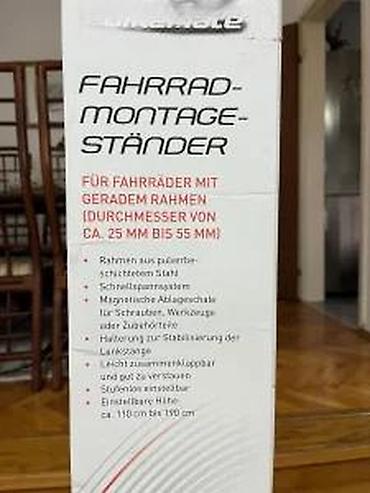 FAHRRAD-
MONTAGE-
STÄNDER
FÜR FAHRRÄDER MIT
GERADEM RAHMEN
(DURCHMESSER VON
CA. 25 MM BIS 55 MM)
• Rahmen aus pulverbe-
schichtetem Stahl
• Schnellspannsystem
• Magnetische Ablageschale
für Schrauben, Werkzeuge
oder Zubehörteile
• Halterung zur Stabilisierung der
Lenkstange
• Leicht zusammenklappbar
und gut zu verstauen
• Stufenlos einstellbar
• Einstellbare Höhe:
ca. 110 cm bis 190 cm